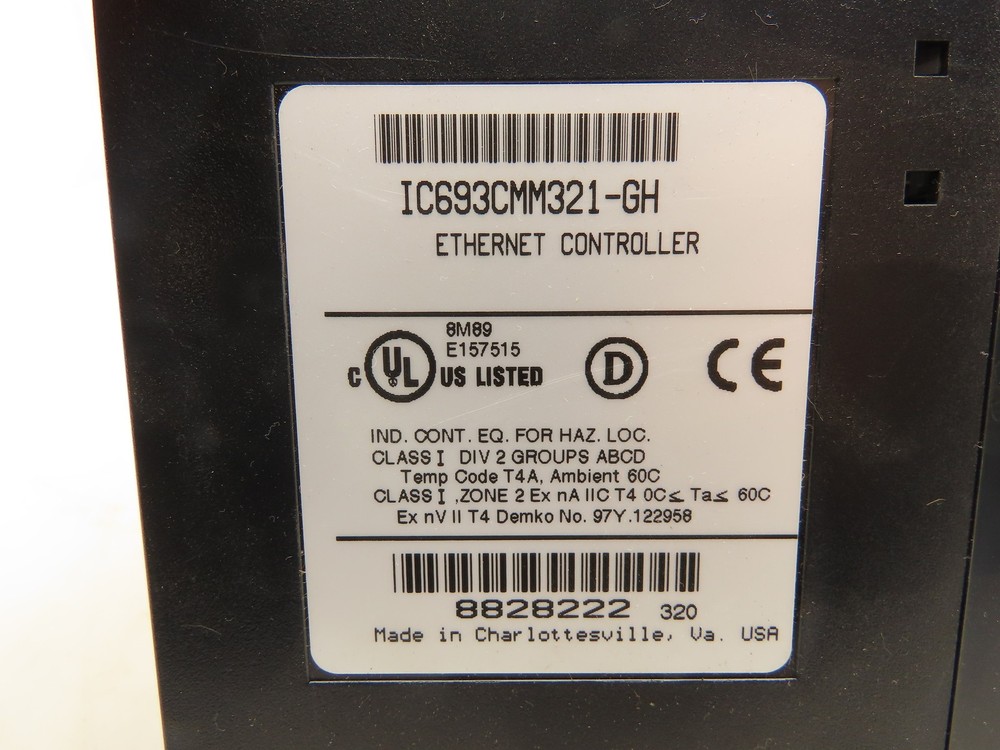 IC693CMM321-GH
ETHERNET CONTROLLER
8M89
E157515
C UL US LISTED
D
CE
IND. CONT. EQ. FOR HAZ. LOC.
CLASS I DIV 2 GROUPS ABCD
Temp Code T4A, Ambient 60C
CLASS I ,ZONE 2 Ex nA IIC T4 0C≤ Ta≤ 60C
Ex nV II T4 Demko No. 97Y.122958
8828222 320
Made in Charlottesville, Va. USA